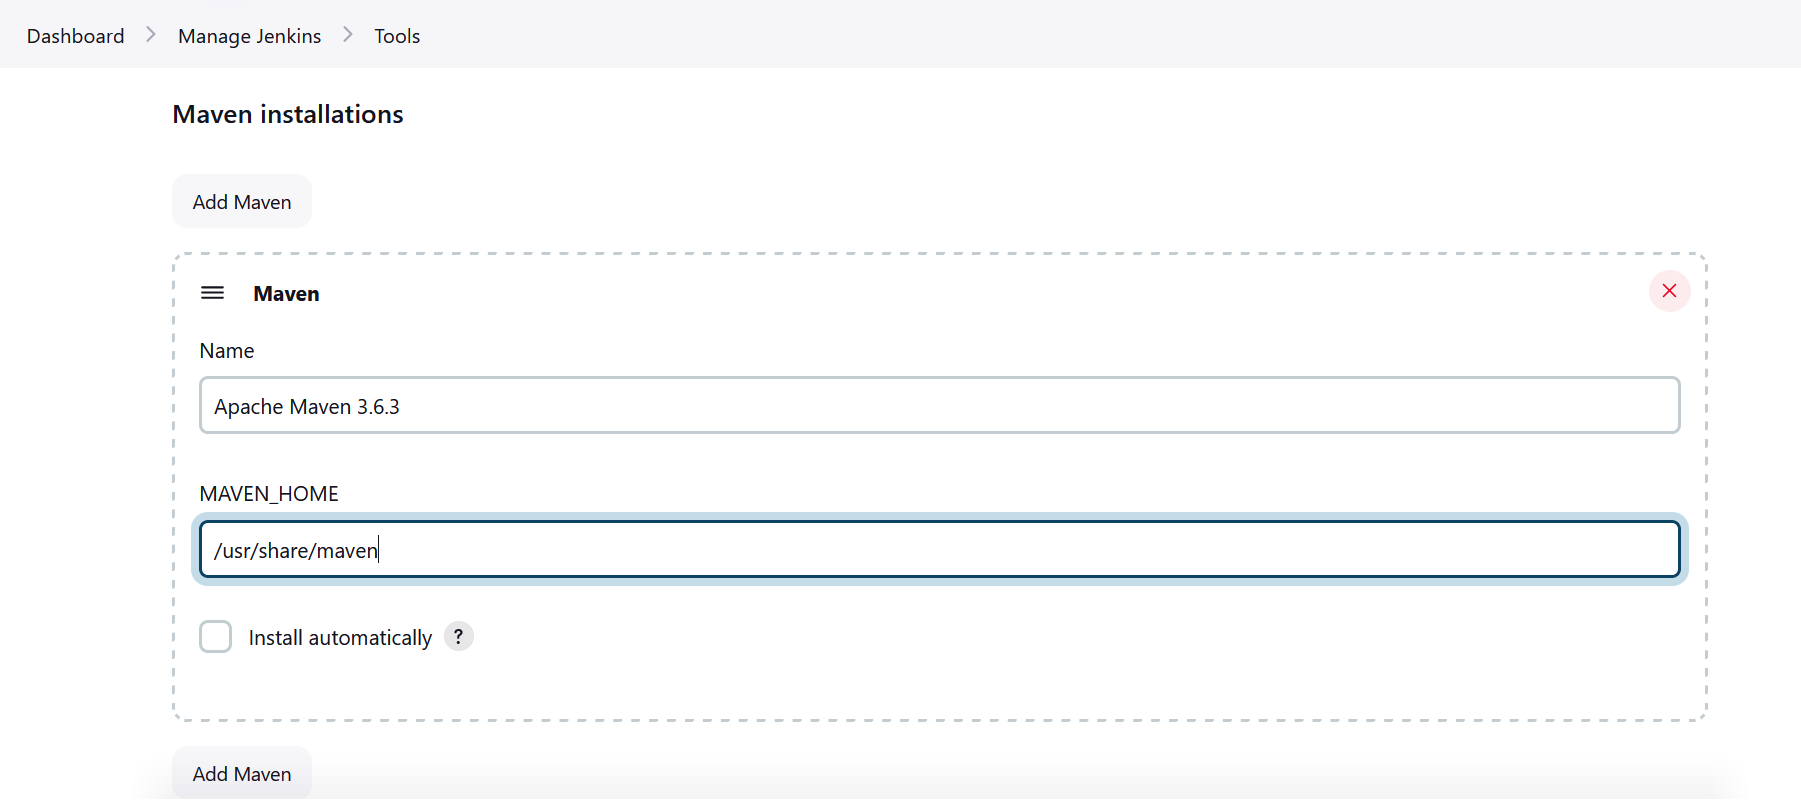 Dashboard > Manage Jenkins > Tools
Maven installations
Add Maven
Maven
Name
Apache Maven 3.6.3
MAVEN_HOME
/usr/share/maven
Install automatically ?
Add Maven